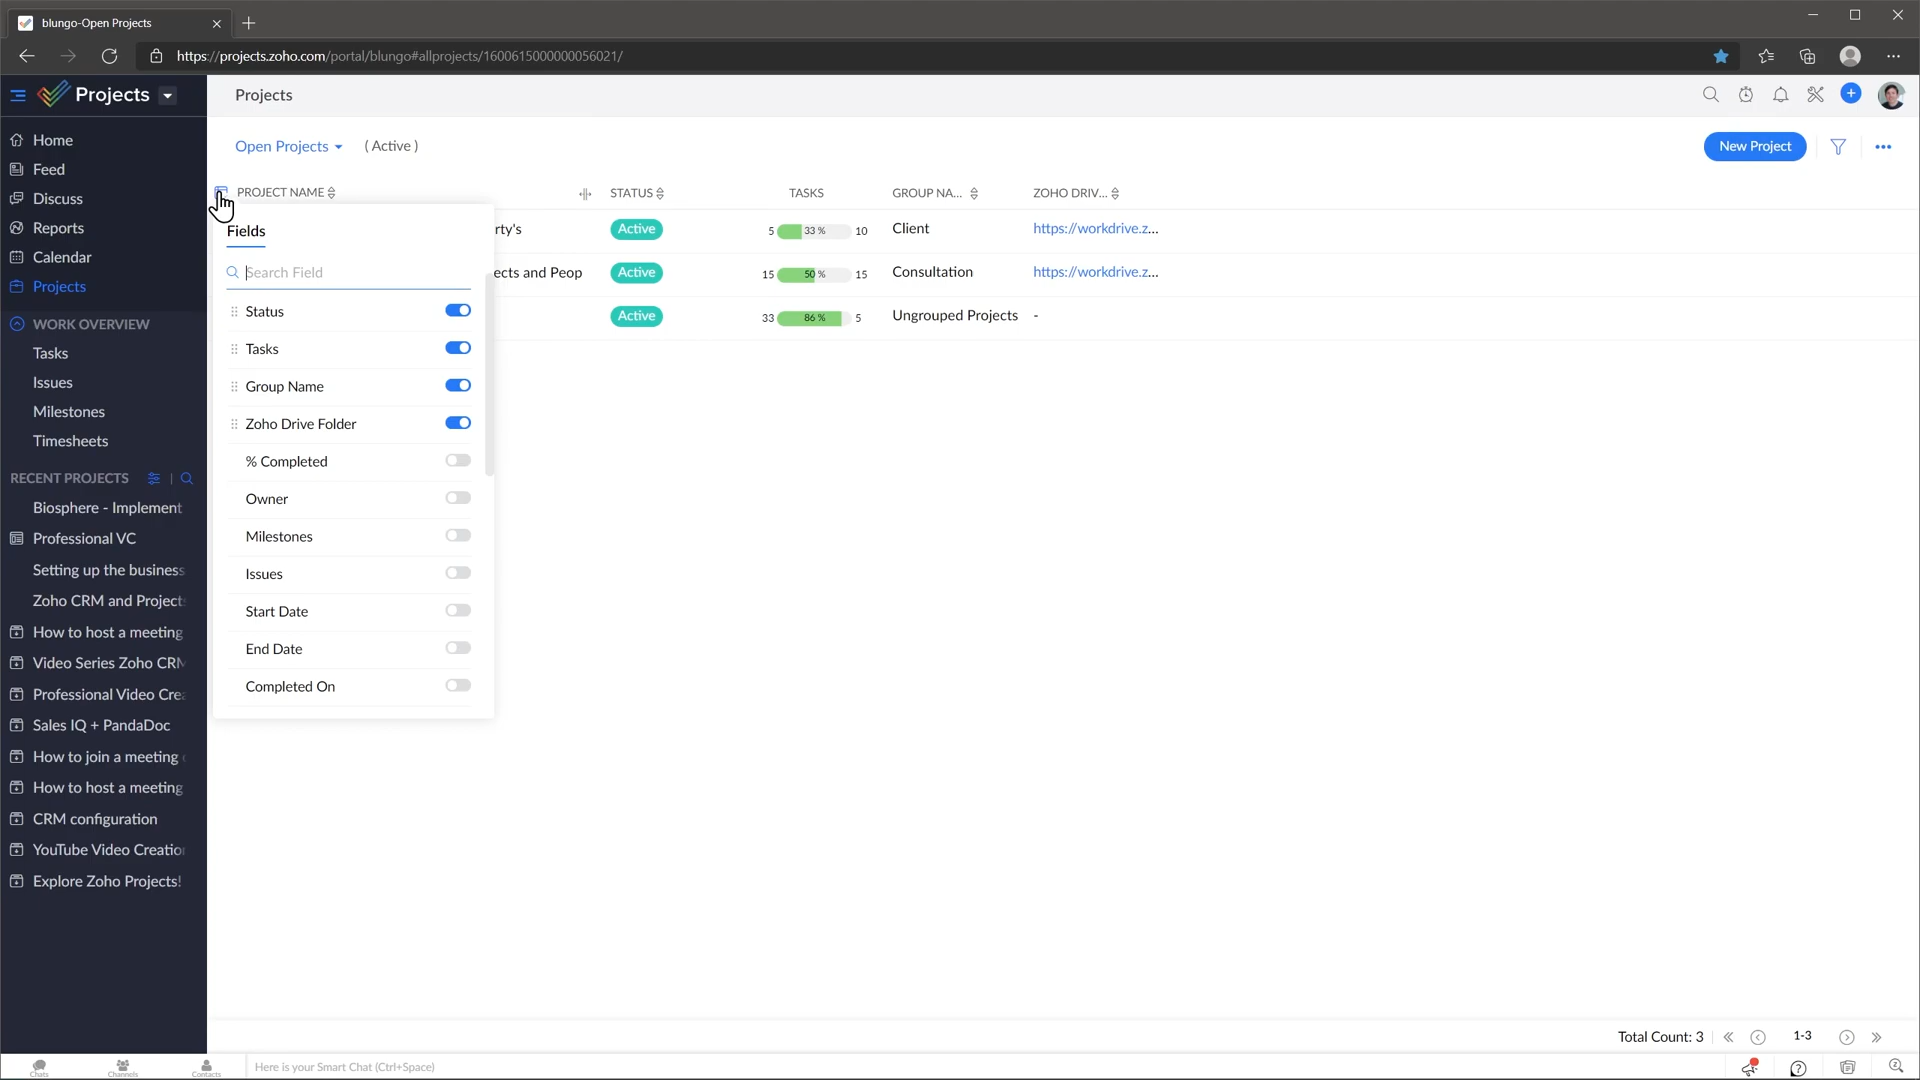 blungo-Open Projects
https://projects.zoho.com/portal/blungo#allprojects/1600615000000056021/
Projects
Projects
Home
Feed
Discuss
Reports
Calendar
Projects
WORK OVERVIEW
Tasks
Issues
Milestones
Timesheets
RECENT PROJECTS
Biosphere - Implement
Professional VC
Setting up the business
Zoho CRM and Projects
How to host a meeting
Video Series Zoho CRM
Professional Video Crea
Sales IQ + PandaDoc
How to join a meeting
How to host a meeting
CRM configuration
YouTube Video Creation
Explore Zoho Projects!
Open Projects (Active)
New Project
PROJECT NAME STATUS TASKS GROUP NA... ZOHO DRIV...
rty's Active 5 33 % 10 Client https://workdrive.z...
ects and Peop Active 15 50 % 15 Consultation https://workdrive.z...
Active 33 86 % 5 Ungrouped Projects -
Fields
Search Field
Status
Tasks
Group Name
Zoho Drive Folder
% Completed
Owner
Milestones
Issues
Start Date
End Date
Completed On
Total Count: 3 1-3
Chats Channels Contacts Here is your Smart Chat (Ctrl+Space)